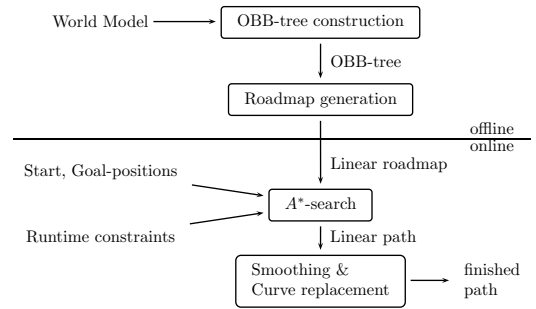 World Model
OBB-tree construction
OBB-tree
Roadmap generation
offline
online
Linear roadmap
Start, Goal-positions
A*-search
Runtime constraints
Linear path
Smoothing &
Curve replacement
finished
path